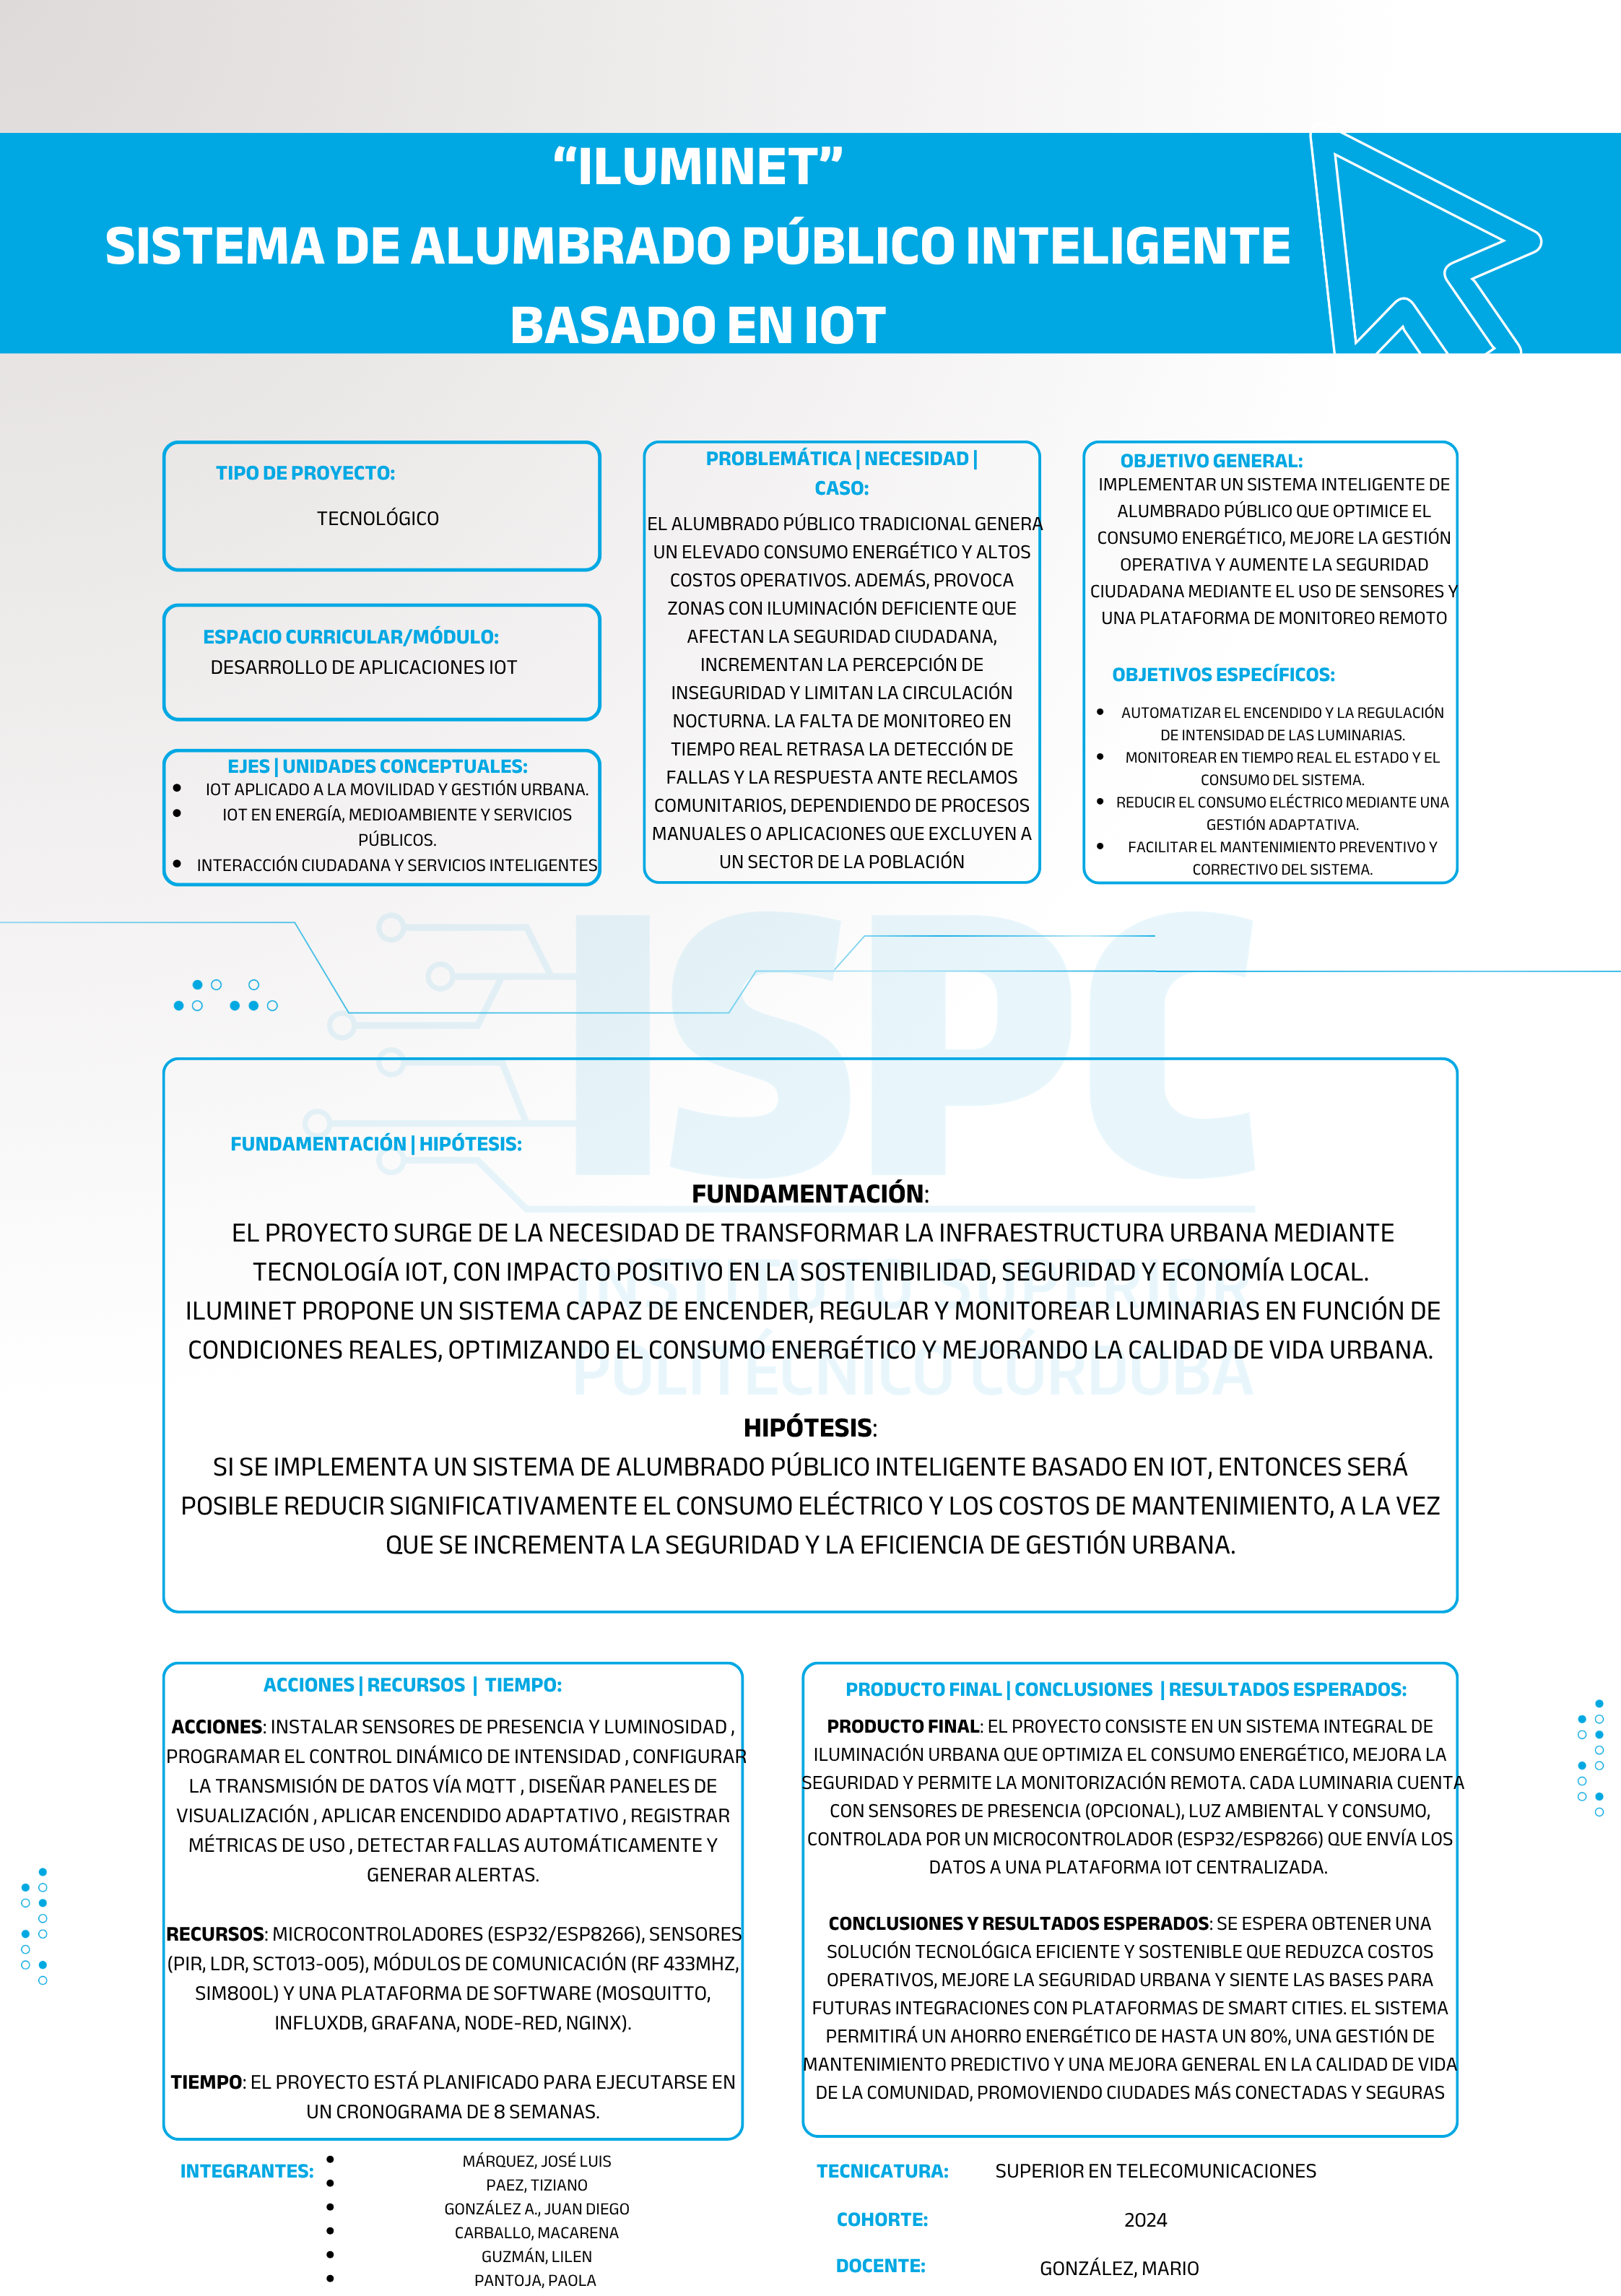 “ILUMINET”
SISTEMA DE ALUMBRADO PÚBLICO INTELIGENTE
BASADO EN IOT
TIPO DE PROYECTO:
TECNOLÓGICO
ESPACIO CURRICULAR/MÓDULO:
DESARROLLO DE APLICACIONES IOT
EJES | UNIDADES CONCEPTUALES:
• IOT APLICADO A LA MOVILIDAD Y GESTIÓN URBANA.
• IOT EN ENERGÍA, MEDIOAMBIENTE Y SERVICIOS
PÚBLICOS.
• INTERACCIÓN CIUDADANA Y SERVICIOS INTELIGENTES
PROBLEMÁTICA | NECESIDAD |
CASO:
EL ALUMBRADO PÚBLICO TRADICIONAL GENERA
UN ELEVADO CONSUMO ENERGÉTICO Y ALTOS
COSTOS OPERATIVOS. ADEMÁS, PROVOCA
ZONAS CON ILUMINACIÓN DEFICIENTE QUE
AFECTAN LA SEGURIDAD CIUDADANA,
INCREMENTAN LA PERCEPCIÓN DE
INSEGURIDAD Y LIMITAN LA CIRCULACIÓN
NOCTURNA. LA FALTA DE MONITOREO EN
TIEMPO REAL RETRASA LA DETECCIÓN DE
FALLAS Y LA RESPUESTA ANTE RECLAMOS
COMUNITARIOS, DEPENDIENDO DE PROCESOS
MANUALES O APLICACIONES QUE EXCLUYEN A
UN SECTOR DE LA POBLACIÓN
OBJETIVO GENERAL:
IMPLEMENTAR UN SISTEMA INTELIGENTE DE
ALUMBRADO PÚBLICO QUE OPTIMICE EL
CONSUMO ENERGÉTICO, MEJORE LA GESTIÓN
OPERATIVA Y AUMENTE LA SEGURIDAD
CIUDADANA MEDIANTE EL USO DE SENSORES Y
UNA PLATAFORMA DE MONITOREO REMOTO
OBJETIVOS ESPECÍFICOS:
• AUTOMATIZAR EL ENCENDIDO Y LA REGULACIÓN
DE INTENSIDAD DE LAS LUMINARIAS.
• MONITOREAR EN TIEMPO REAL EL ESTADO Y EL
CONSUMO DEL SISTEMA.
• REDUCIR EL CONSUMO ELÉCTRICO MEDIANTE UNA
GESTIÓN ADAPTATIVA.
• FACILITAR EL MANTENIMIENTO PREVENTIVO Y
CORRECTIVO DEL SISTEMA.
ISPC
INSTITUTO SUPERIOR
POLITÉCNICO CÓRDOBA
FUNDAMENTACIÓN | HIPÓTESIS:
FUNDAMENTACIÓN:
EL PROYECTO SURGE DE LA NECESIDAD DE TRANSFORMAR LA INFRAESTRUCTURA URBANA MEDIANTE
TECNOLOGÍA IOT, CON IMPACTO POSITIVO EN LA SOSTENIBILIDAD, SEGURIDAD Y ECONOMÍA LOCAL.
ILUMINET PROPONE UN SISTEMA CAPAZ DE ENCENDER, REGULAR Y MONITOREAR LUMINARIAS EN FUNCIÓN DE
CONDICIONES REALES, OPTIMIZANDO EL CONSUMO ENERGÉTICO Y MEJORANDO LA CALIDAD DE VIDA URBANA.
HIPÓTESIS:
SI SE IMPLEMENTA UN SISTEMA DE ALUMBRADO PÚBLICO INTELIGENTE BASADO EN IOT, ENTONCES SERÁ
POSIBLE REDUCIR SIGNIFICATIVAMENTE EL CONSUMO ELÉCTRICO Y LOS COSTOS DE MANTENIMIENTO, A LA VEZ
QUE SE INCREMENTA LA SEGURIDAD Y LA EFICIENCIA DE GESTIÓN URBANA.
ACCIONES | RECURSOS | TIEMPO:
ACCIONES: INSTALAR SENSORES DE PRESENCIA Y LUMINOSIDAD ,
PROGRAMAR EL CONTROL DINÁMICO DE INTENSIDAD , CONFIGURAR
LA TRANSMISIÓN DE DATOS VÍA MQTT , DISEÑAR PANELES DE
VISUALIZACIÓN , APLICAR ENCENDIDO ADAPTATIVO , REGISTRAR
MÉTRICAS DE USO , DETECTAR FALLAS AUTOMÁTICAMENTE Y
GENERAR ALERTAS.
RECURSOS: MICROCONTROLADORES (ESP32/ESP8266), SENSORES
(PIR, LDR, SCT013-005), MÓDULOS DE COMUNICACIÓN (RF 433MHZ,
SIM800L) Y UNA PLATAFORMA DE SOFTWARE (MOSQUITTO,
INFLUXDB, GRAFANA, NODE-RED, NGINX).
TIEMPO: EL PROYECTO ESTÁ PLANIFICADO PARA EJECUTARSE EN
UN CRONOGRAMA DE 8 SEMANAS.
PRODUCTO FINAL | CONCLUSIONES | RESULTADOS ESPERADOS:
PRODUCTO FINAL: EL PROYECTO CONSISTE EN UN SISTEMA INTEGRAL DE
ILUMINACIÓN URBANA QUE OPTIMIZA EL CONSUMO ENERGÉTICO, MEJORA LA
SEGURIDAD Y PERMITE LA MONITORIZACIÓN REMOTA. CADA LUMINARIA CUENTA
CON SENSORES DE PRESENCIA (OPCIONAL), LUZ AMBIENTAL Y CONSUMO,
CONTROLADA POR UN MICROCONTROLADOR (ESP32/ESP8266) QUE ENVÍA LOS
DATOS A UNA PLATAFORMA IOT CENTRALIZADA.
CONCLUSIONES Y RESULTADOS ESPERADOS: SE ESPERA OBTENER UNA
SOLUCIÓN TECNOLÓGICA EFICIENTE Y SOSTENIBLE QUE REDUZCA COSTOS
OPERATIVOS, MEJORE LA SEGURIDAD URBANA Y SIENTE LAS BASES PARA
FUTURAS INTEGRACIONES CON PLATAFORMAS DE SMART CITIES. EL SISTEMA
PERMITIRÁ UN AHORRO ENERGÉTICO DE HASTA UN 80%, UNA GESTIÓN DE
MANTENIMIENTO PREDICTIVO Y UNA MEJORA GENERAL EN LA CALIDAD DE VIDA
DE LA COMUNIDAD, PROMOVIENDO CIUDADES MÁS CONECTADAS Y SEGURAS
INTEGRANTES:
• MÁRQUEZ, JOSÉ LUIS
• PAEZ, TIZIANO
• GONZÁLEZ A., JUAN DIEGO
• CARBALLO, MACARENA
• GUZMÁN, LILEN
• PANTOJA, PAOLA
TECNICATURA: SUPERIOR EN TELECOMUNICACIONES
COHORTE: 2024
DOCENTE: GONZÁLEZ, MARIO